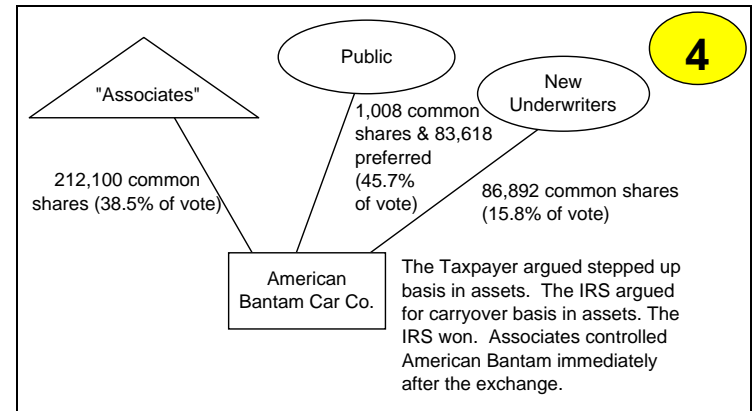 4
Public
"Associates"
New
Underwriters
1,008 common
shares & 83,618
preferred
(45.7%
of vote)
212,100 common
shares (38.5% of vote)
86,892 common shares
(15.8% of vote)
American
Bantam Car Co.
The Taxpayer argued stepped up
basis in assets. The IRS argued
for carryover basis in assets. The
IRS won. Associates controlled
American Bantam immediately
after the exchange.